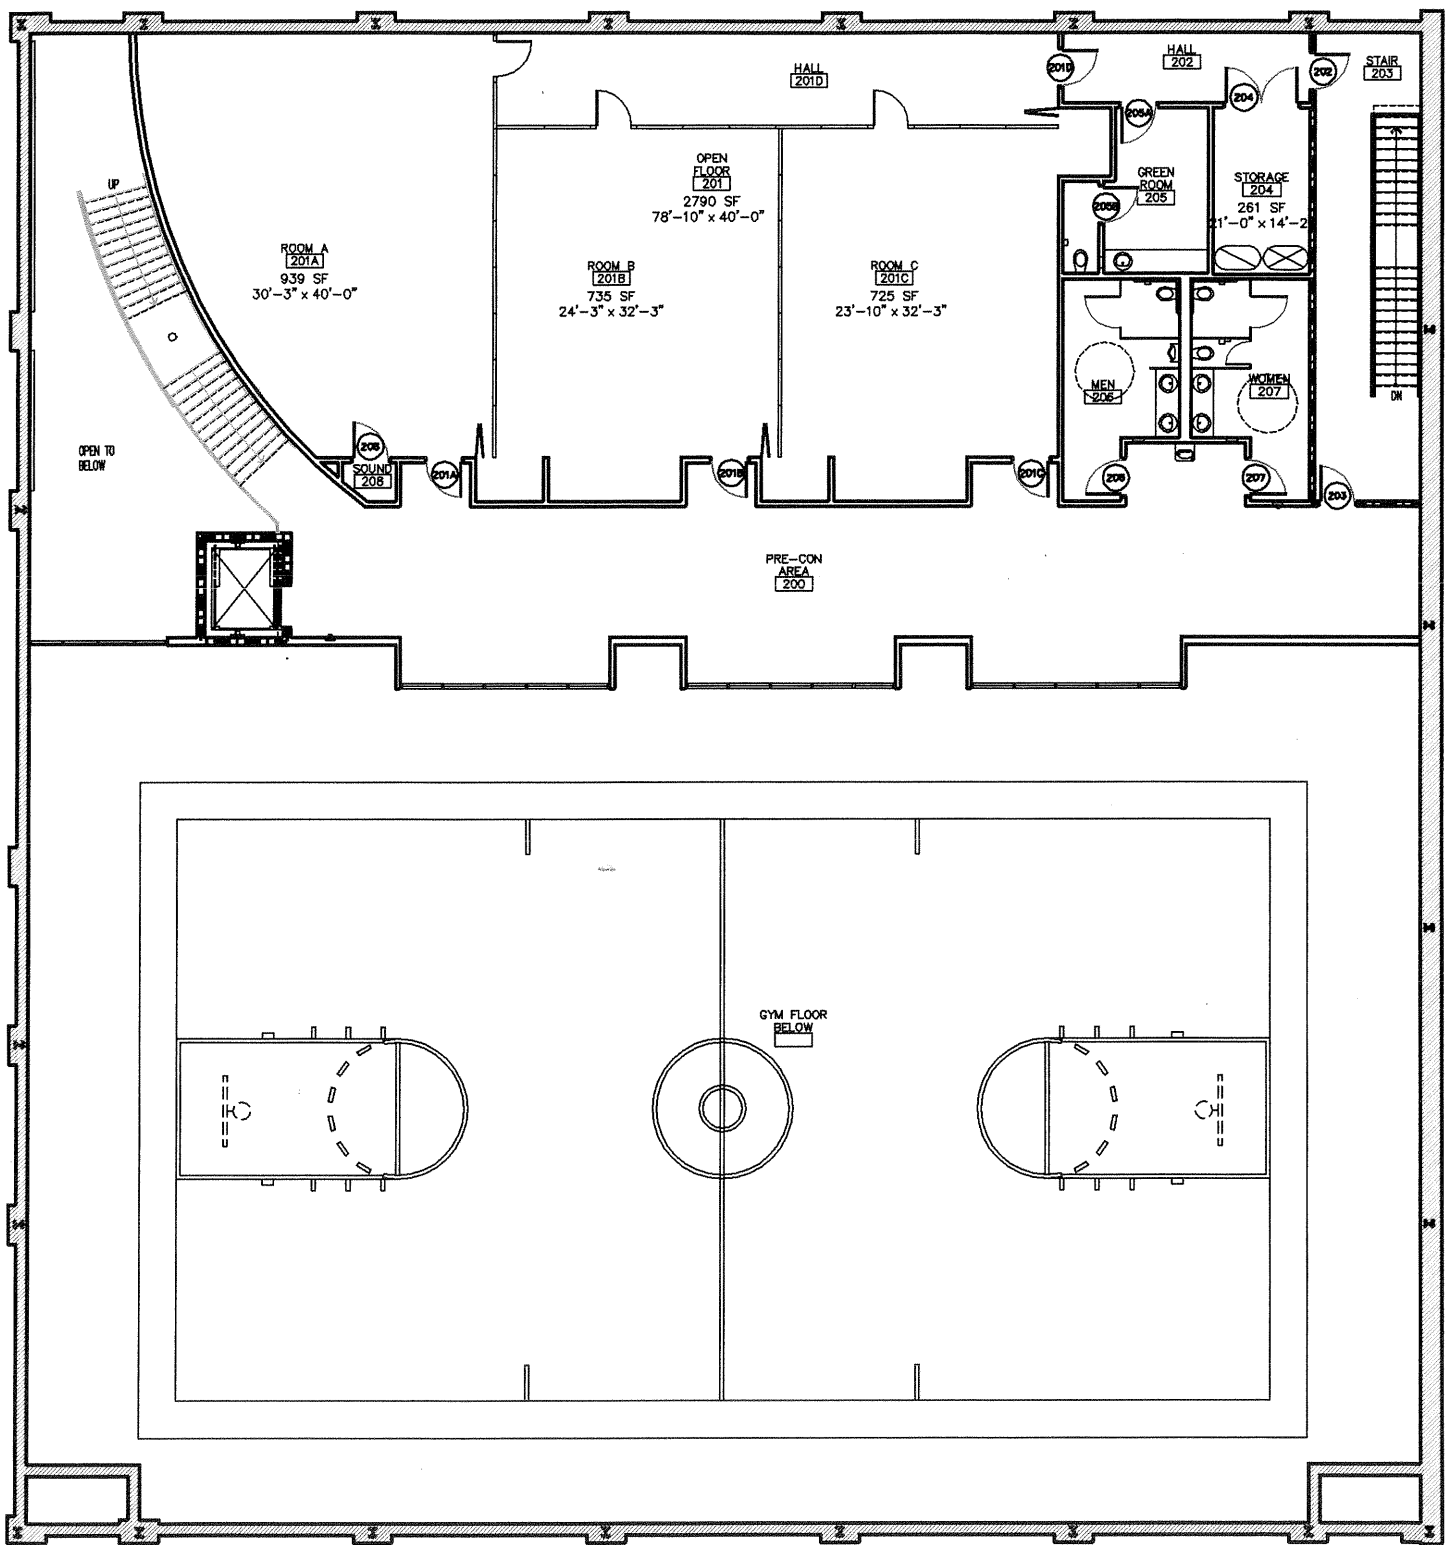 HALL
201D
201D
HALL
202
202
STAIR
203
204
205A
OPEN
FLOOR
201
2790 SF
78'-10" x 40'-0"
GREEN
ROOM
205
STORAGE
204
261 SF
21'-0" x 14'-2
UP
205B
ROOM A
201A
939 SF
30'-3" x 40'-0"
ROOM B
201B
735 SF
24'-3" x 32'-3"
ROOM C
201C
725 SF
23'-10" x 32'-3"
MEN
206
WOMEN
207
DN
OPEN TO
BELOW
208
SOUND
208
201A
201B
201C
206
207
203
PRE-CON
AREA
200
GYM FLOOR
BELOW